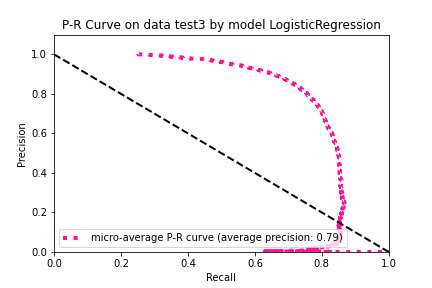 P-R Curve on data test3 by model LogisticRegression
1.0
0.8
0.6
0.4
0.2
0.0
Precision
micro-average P-R curve (average precision: 0.79)
0.0 0.2 0.4 0.6 0.8 1.0
Recall